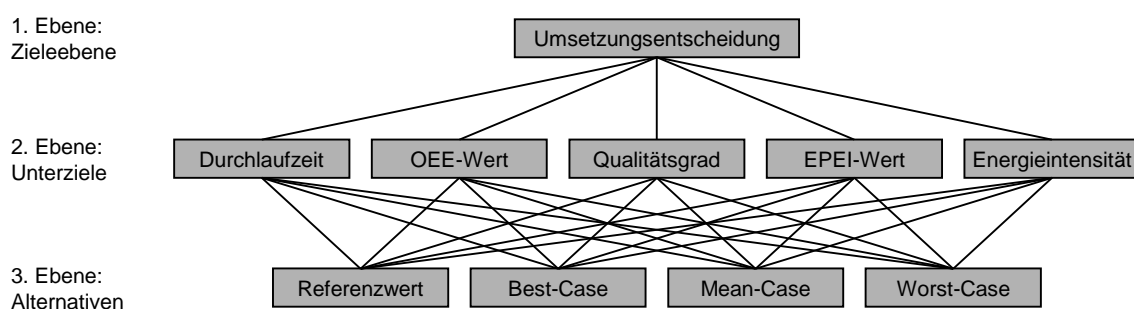 1. Ebene:
Zieleebene
Umsetzungsentscheidung
2. Ebene:
Unterziele
Durchlaufzeit
OEE-Wert
Qualitätsgrad
EPEI-Wert
Energieintensität
3. Ebene:
Alternativen
Referenzwert
Best-Case
Mean-Case
Worst-Case